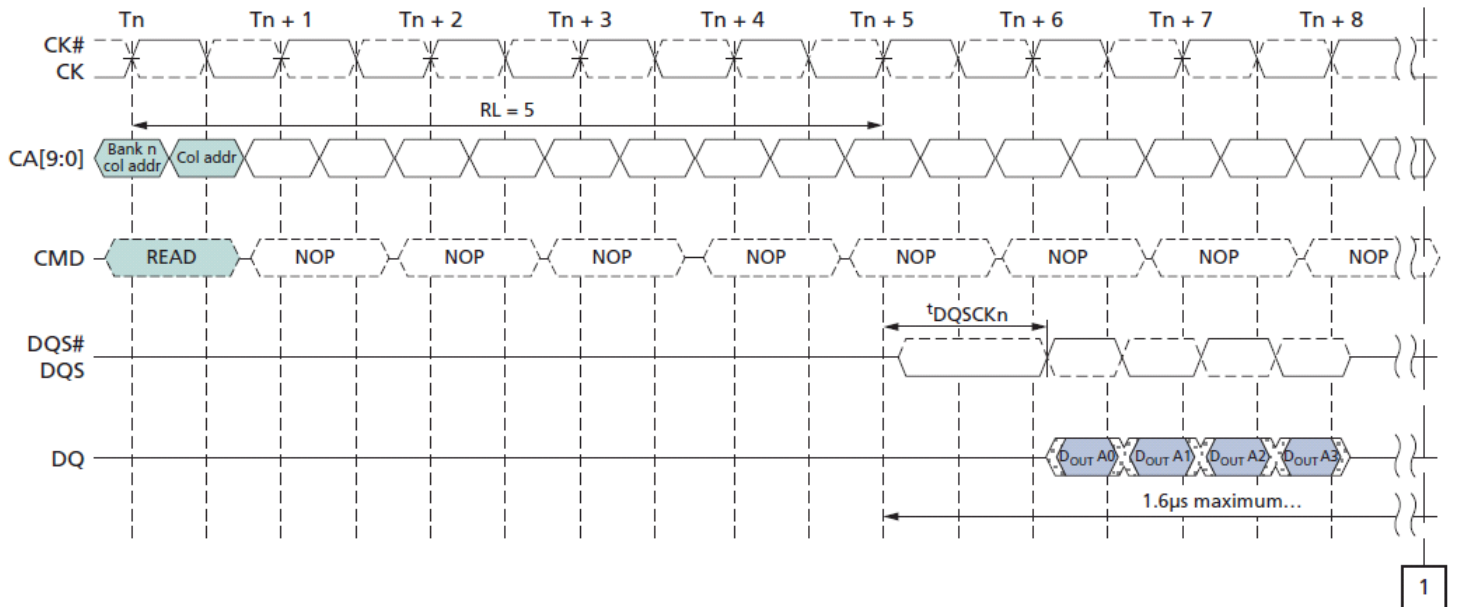 Tn Tn + 1 Tn + 2 Tn + 3 Tn + 4 Tn + 5 Tn + 6 Tn + 7 Tn + 8
CK#
CK
RL = 5
CA[9:0] Bank n
col addr Col addr
CMD READ NOP NOP NOP NOP NOP NOP NOP NOP
tDQSCKn
DQS#
DQS
DQ DOUT A0 DOUT A1 DOUT A2 DOUT A3
1.6µs maximum…
1